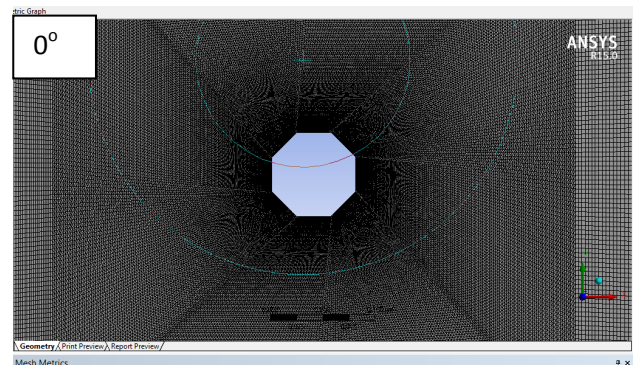 tric Graph
0°
ANSYS
R15.0
Geometry Print Preview Report Preview
Mesh Metrics